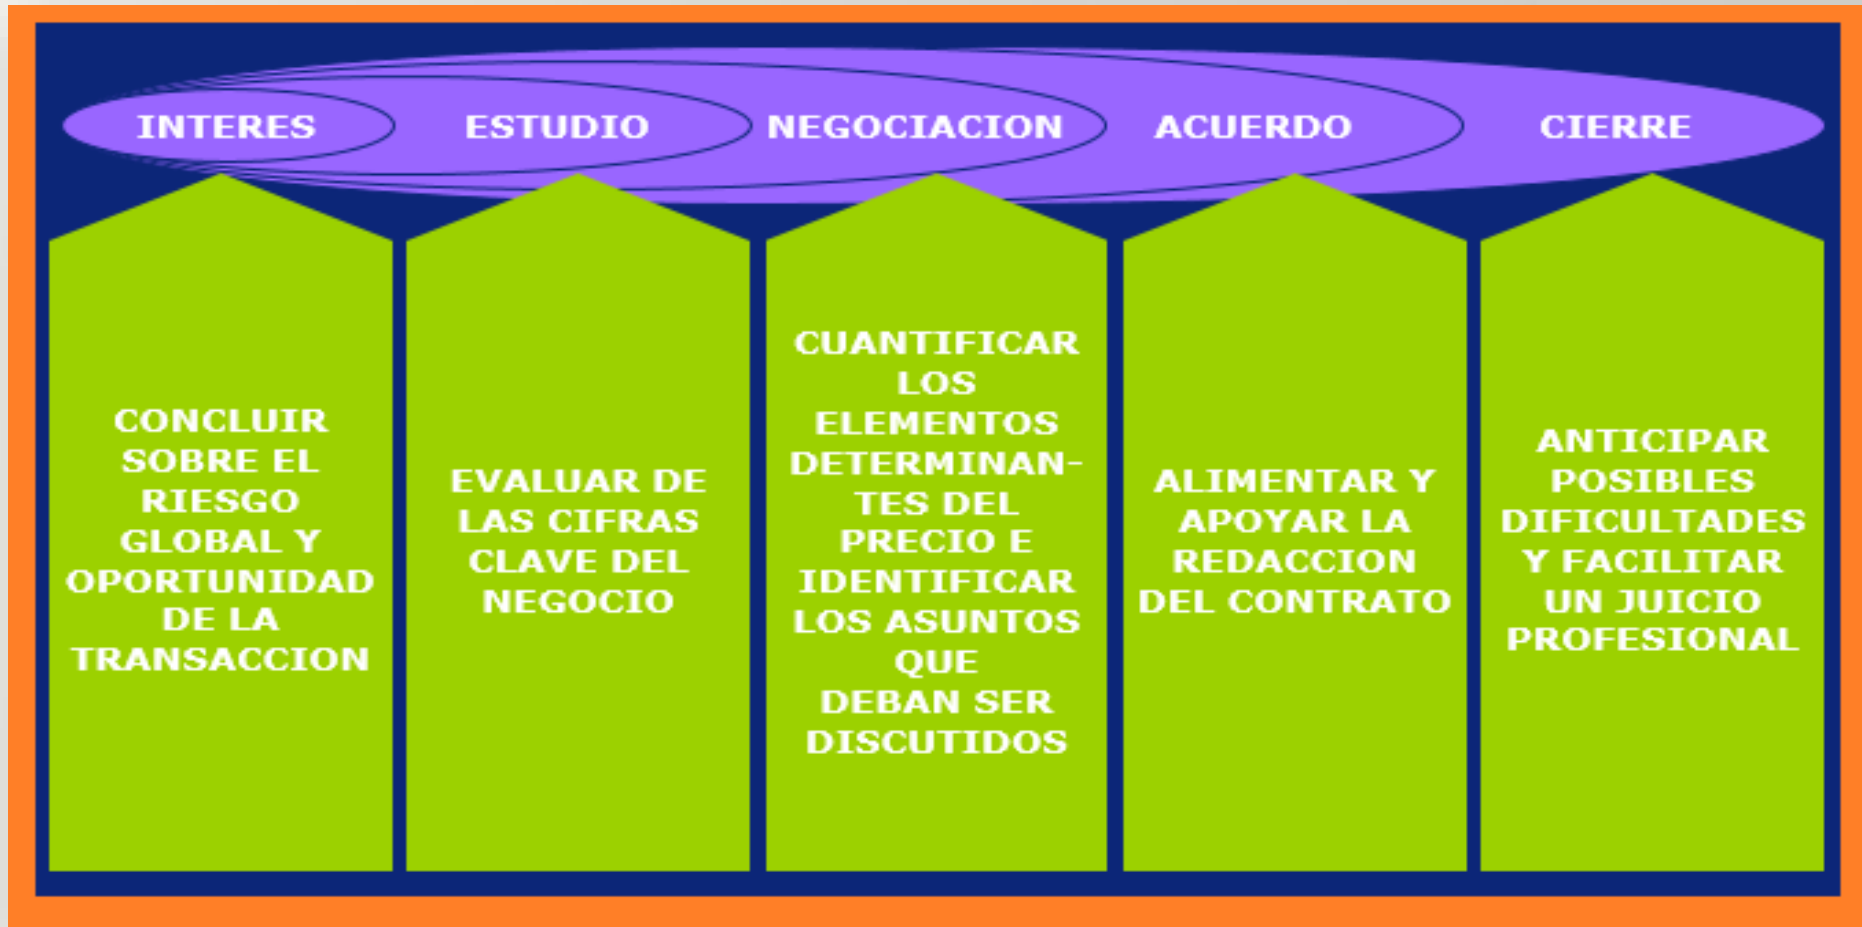 INTERES
ESTUDIO
NEGOCIACION
ACUERDO
CIERRE
CONCLUIR
SOBRE EL
RIESGO
GLOBAL Y
OPORTUNIDAD
DE LA
TRANSACCION
EVALUAR DE
LAS CIFRAS
CLAVE DEL
NEGOCIO
CUANTIFICAR
LOS
ELEMENTOS
DETERMINAN-
TES DEL
PRECIO E
IDENTIFICAR
LOS ASUNTOS
QUE
DEBAN SER
DISCUTIDOS
ALIMENTAR Y
APOYAR LA
REDACCION
DEL CONTRATO
ANTICIPAR
POSIBLES
DIFICULTADES
Y FACILITAR
UN JUICIO
PROFESIONAL